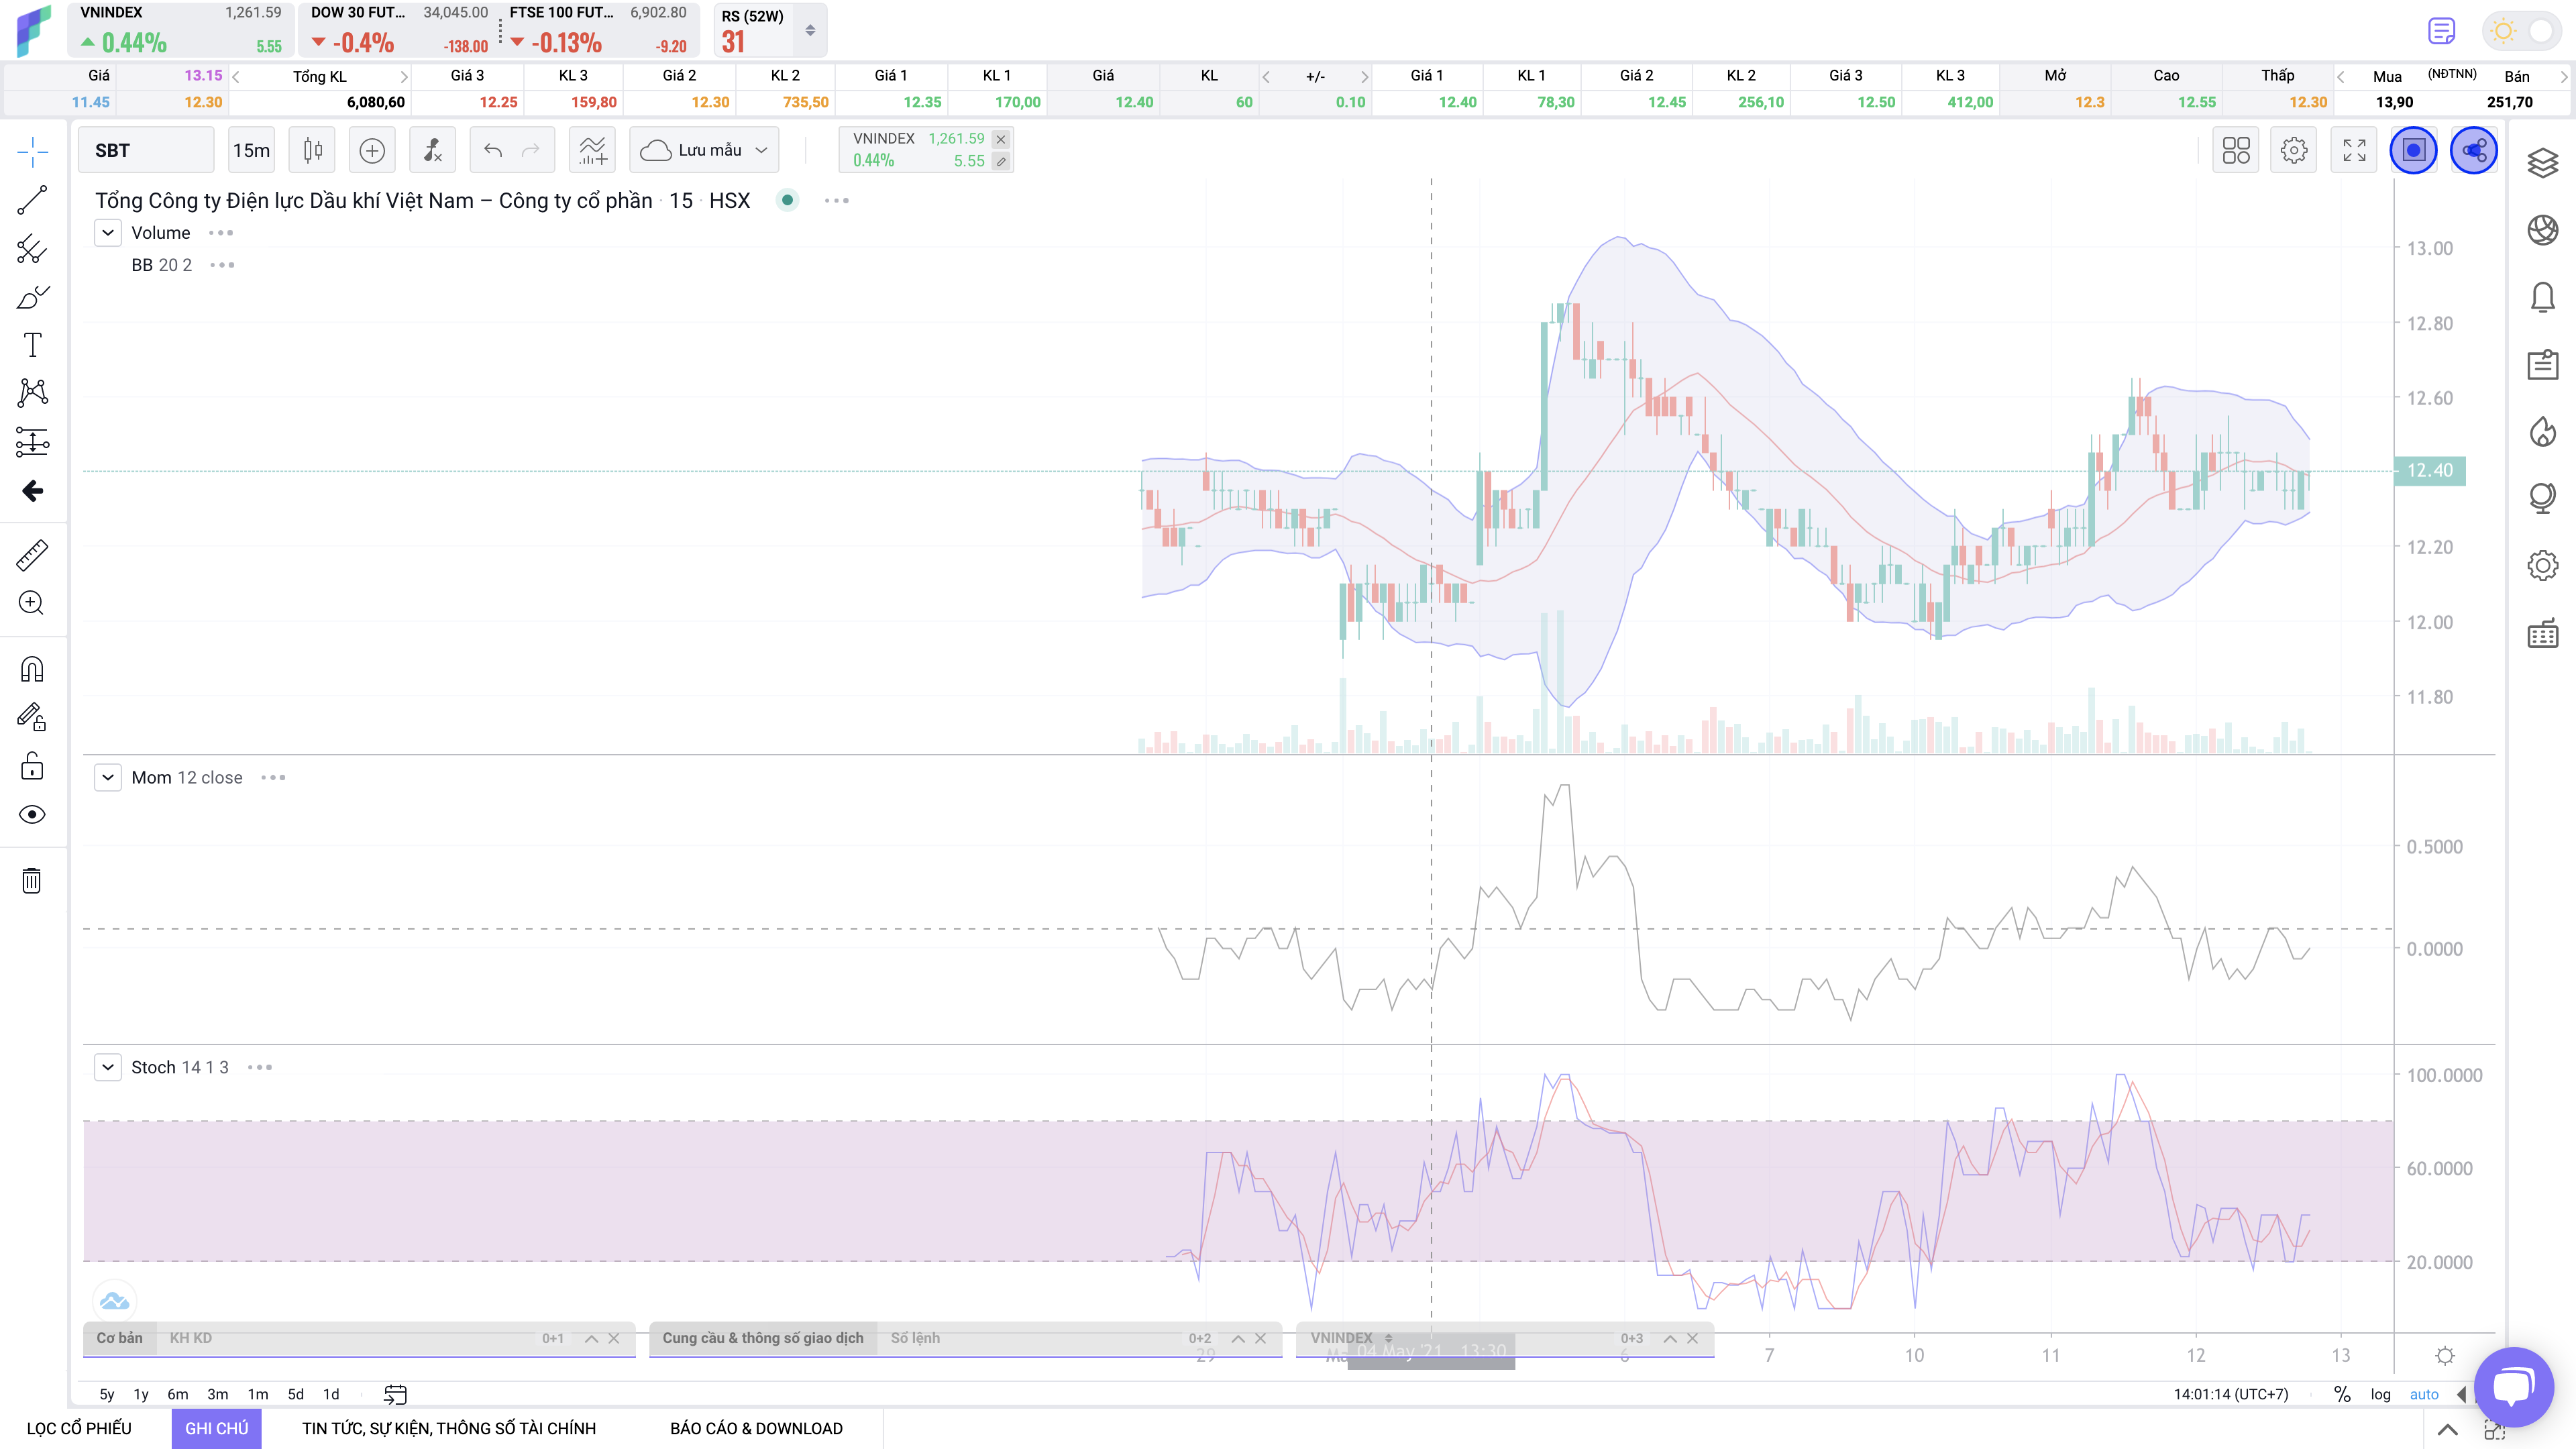 VNINDEX 1,261.59
0.44% 5.55
DOW 30 FUT... 34,045.00
-0.4% -138.00
FTSE 100 FUT... 6,902.80
-0.13% -9.20
RS (52W)
31
Giá 13.15 Tổng KL Giá 3 KL 3 Giá 2 KL 2 Giá 1 KL 1 Giá KL +/- Giá 1 KL 1 Giá 2 KL 2 Giá 3 KL 3 Mở Cao Thấp Mua (NĐTNN) Bán
11.45 12.30 6,080,60 12.25 159,80 12.30 735,50 12.35 170,00 12.40 60 0.10 12.40 78,30 12.45 256,10 12.50 412,00 12.3 12.55 12.30 13,90 251,70
SBT 15m Lưu mẫu
VNINDEX 1,261.59
0.44% 5.55
Tổng Công ty Điện lực Dầu khí Việt Nam – Công ty cổ phần · 15 · HSX
Volume
BB 20 2
13.00
12.80
12.60
12.40
12.20
12.00
11.80
Mom 12 close
0.5000
0.0000
Stoch 14 1 3
100.0000
60.0000
20.0000
Cơ bản KH KD 0+1
Cung cầu & thông số giao dịch Sổ lệnh 0+2
VNINDEX 0+3
29 04 May '21 13:30 6 7 10 11 12 13
5y 1y 6m 3m 1m 5d 1d
14:01:14 (UTC+7) % log auto
LỌC CỔ PHIẾU GHI CHÚ TIN TỨC, SỰ KIỆN, THÔNG SỐ TÀI CHÍNH BÁO CÁO & DOWNLOAD